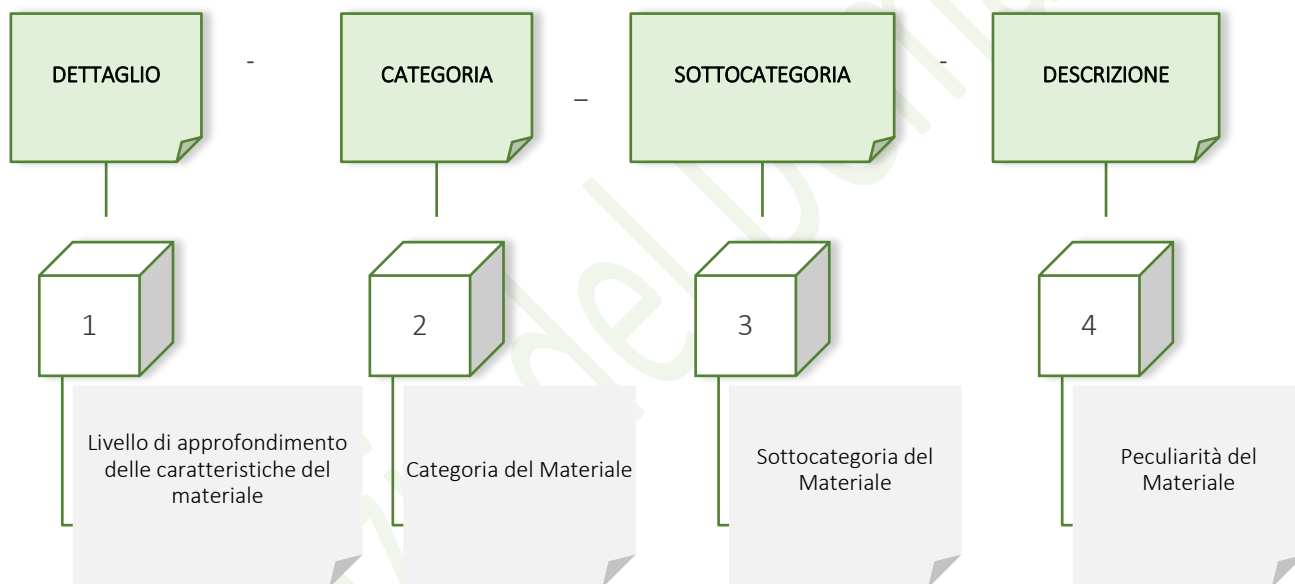 DETTAGLIO
-
CATEGORIA
–
SOTTOCATEGORIA
-
DESCRIZIONE
1
2
3
4
Livello di approfondimento
delle caratteristiche del
materiale
Categoria del Materiale
Sottocategoria del
Materiale
Peculiarità del
Materiale